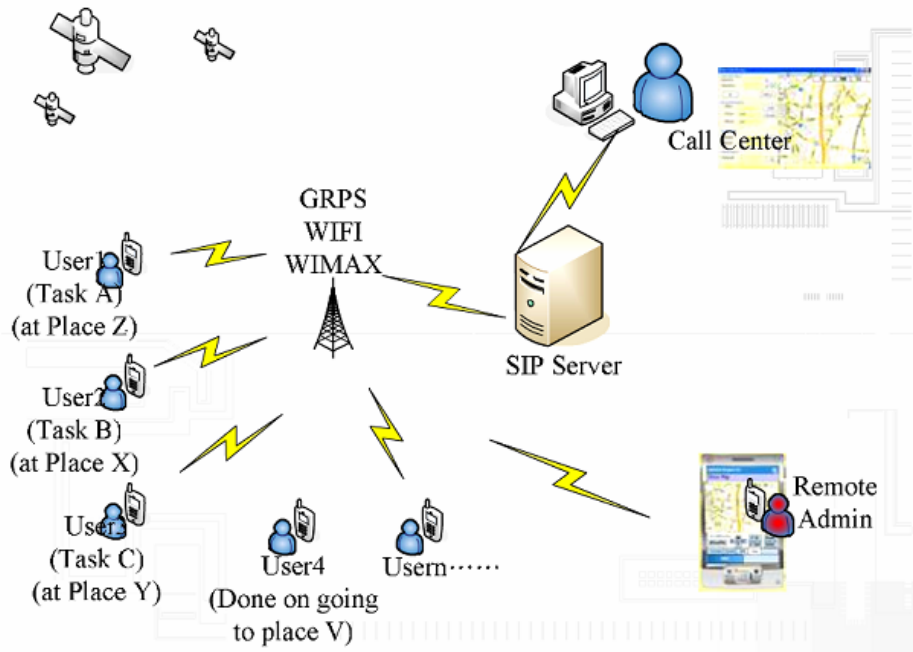 Call Center
GRPS
WIFI
WIMAX
User1
(Task A)
(at Place Z)
SIP Server
User2
(Task B)
(at Place X)
User
(Task C)
(at Place Y)
User4
(Done on going
to place V)
Usern……
Remote
Admin